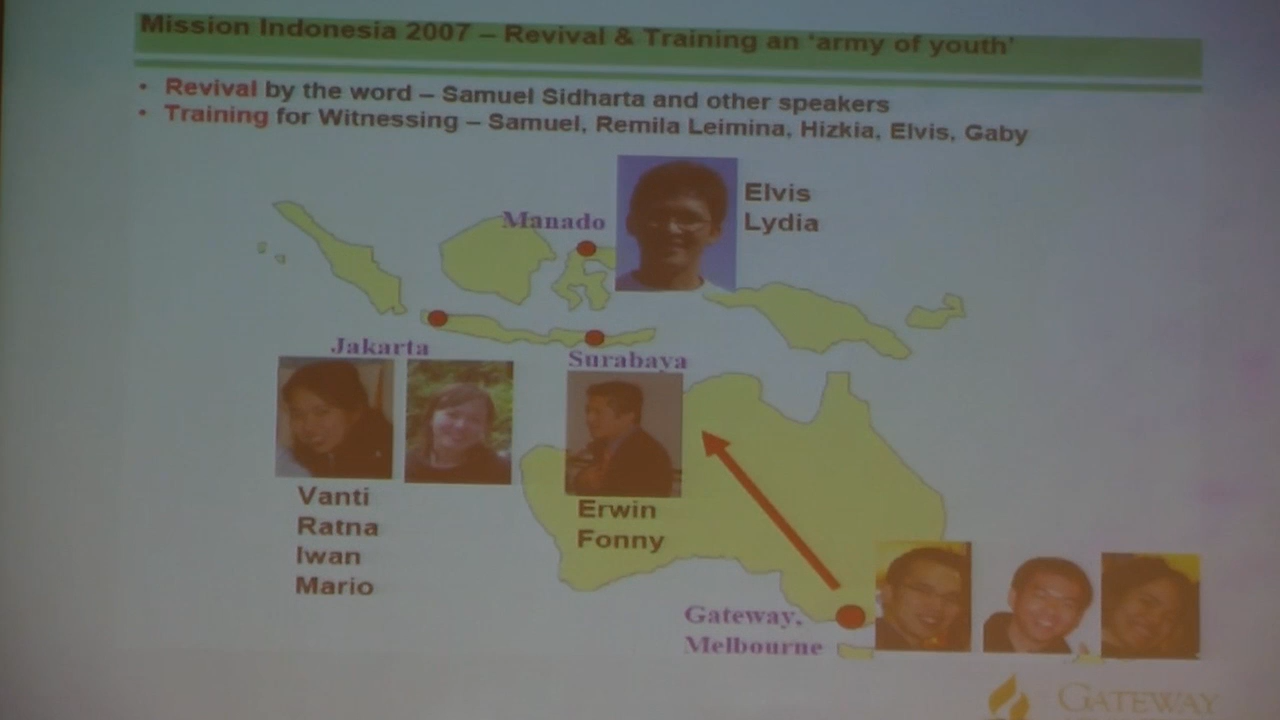 Mission Indonesia 2007 – Revival & Training an 'army of youth'
• Revival by the word – Samuel Sidharta and other speakers
• Training for Witnessing – Samuel, Remila Leimina, Hizkia, Elvis, Gaby
Elvis
Lydia
Manado
Jakarta
Surabaya
Vanti
Ratna
Iwan
Mario
Erwin
Fonny
Gateway,
Melbourne
GATEWAY